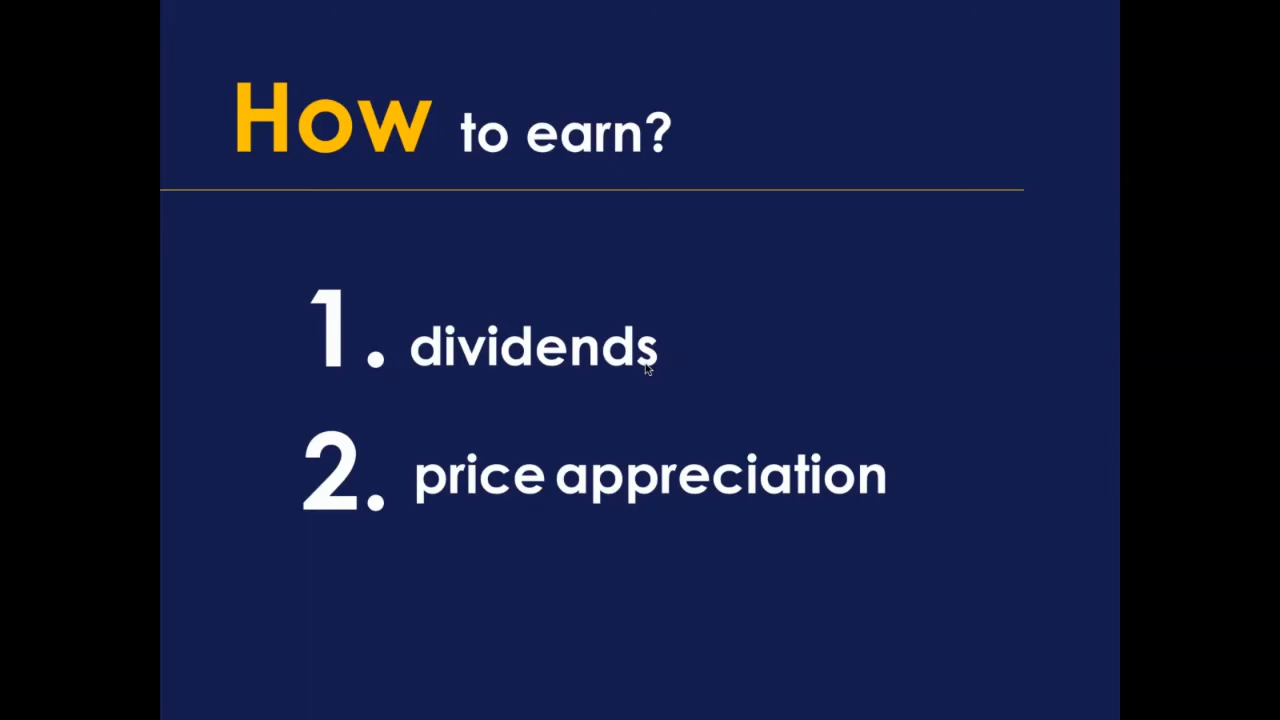 How to earn?
1. dividends
2. price appreciation